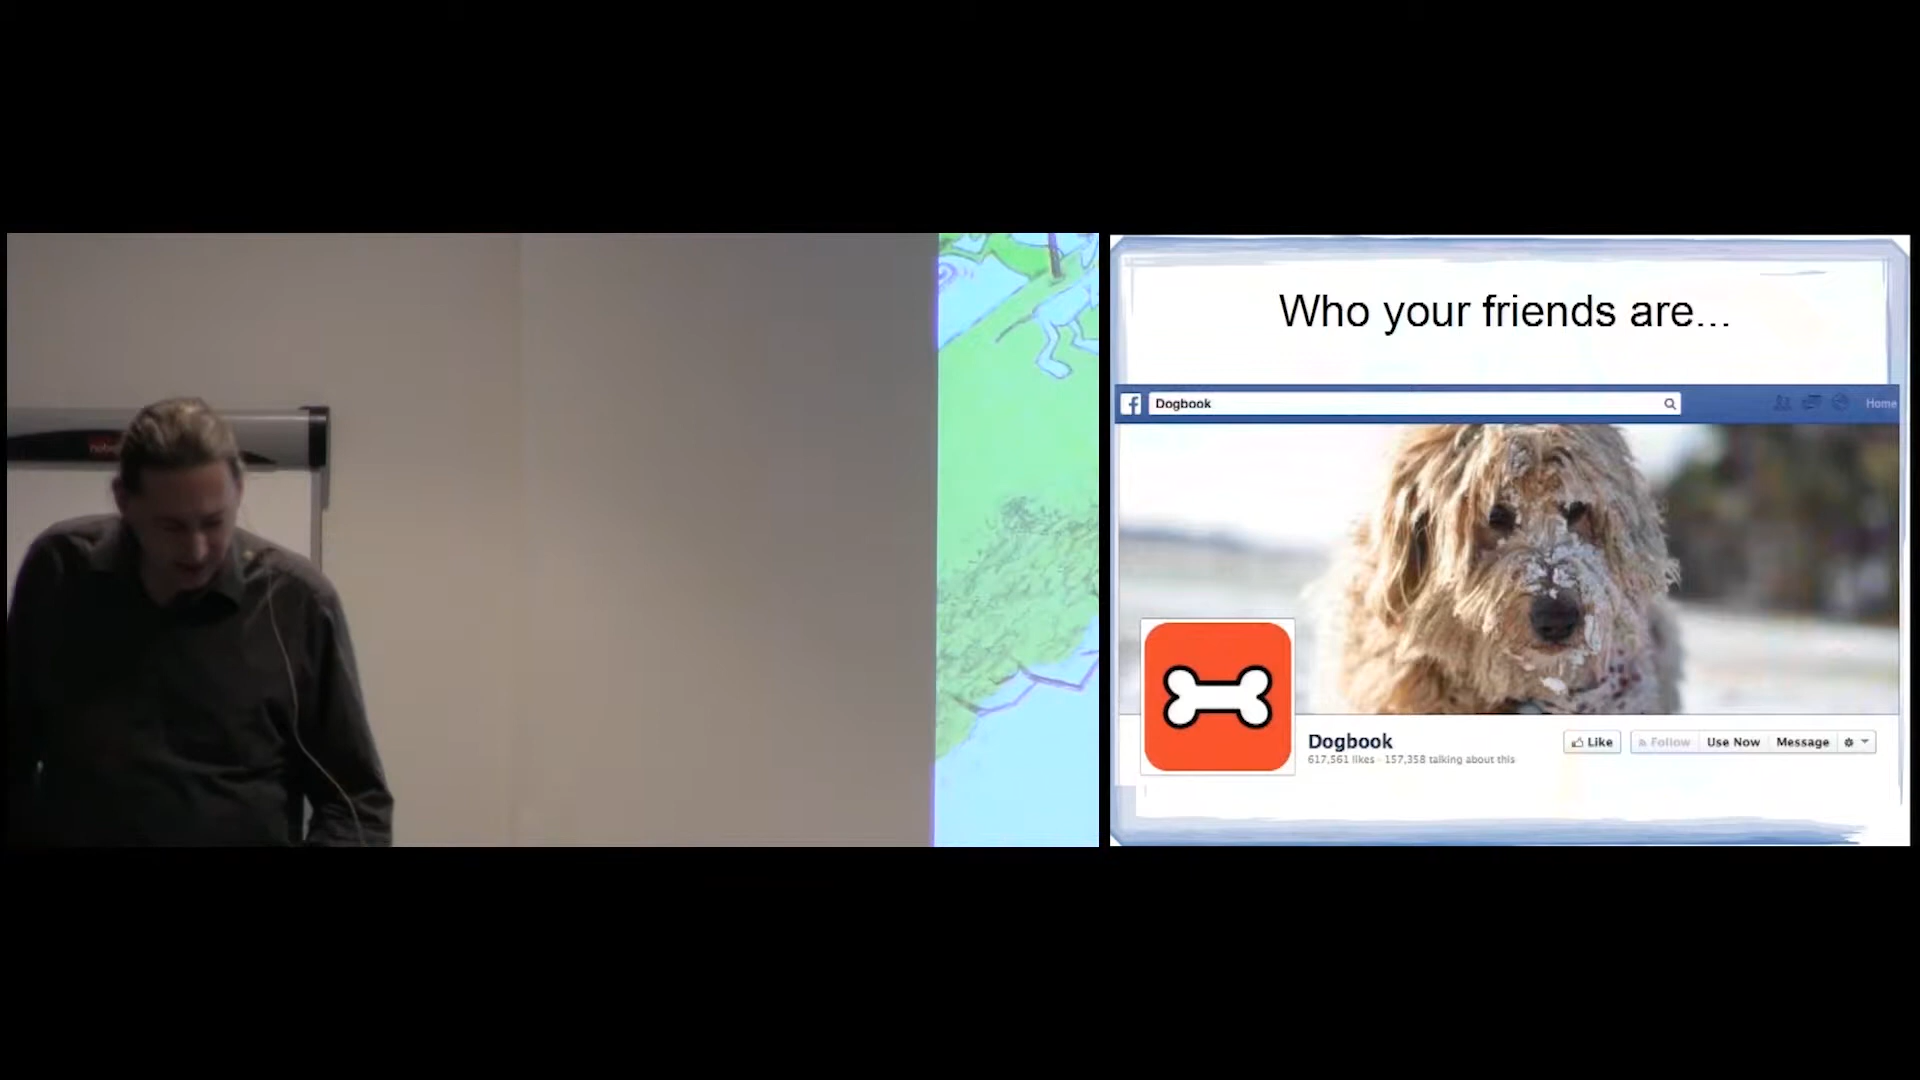 Who your friends are...
f Dogbook Home
Dogbook
617,561 likes · 157,358 talking about this
Like Follow Use Now Message